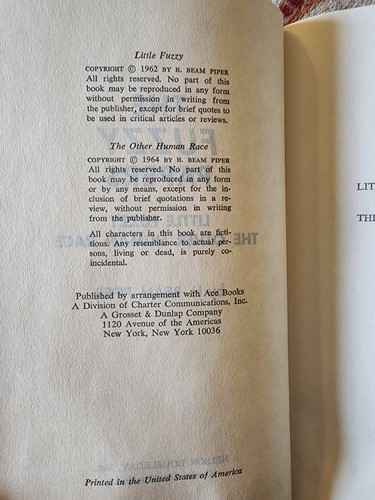 Little Fuzzy
COPYRIGHT © 1962 BY H. BEAM PIPER
All rights reserved. No part of this
book may be reproduced in any form
without permission in writing from
the publisher, except for brief quotes to
be used in critical articles or reviews.
The Other Human Race
COPYRIGHT © 1964 BY H. BEAM PIPER
All rights reserved. No part of this
book may be reproduced in any form
or by any means, except for the in-
clusion of brief quotations in a re-
view, without permission in writing
from the publisher.
All characters in this book are ficti-
tious. Any resemblance to actual per-
sons, living or dead, is purely co-
incidental.
Published by arrangement with Ace Books
A Division of Charter Communications, Inc.
A Grosset & Dunlap Company
1120 Avenue of the Americas
New York, New York 10036
Printed in the United States of America
LIT
THE